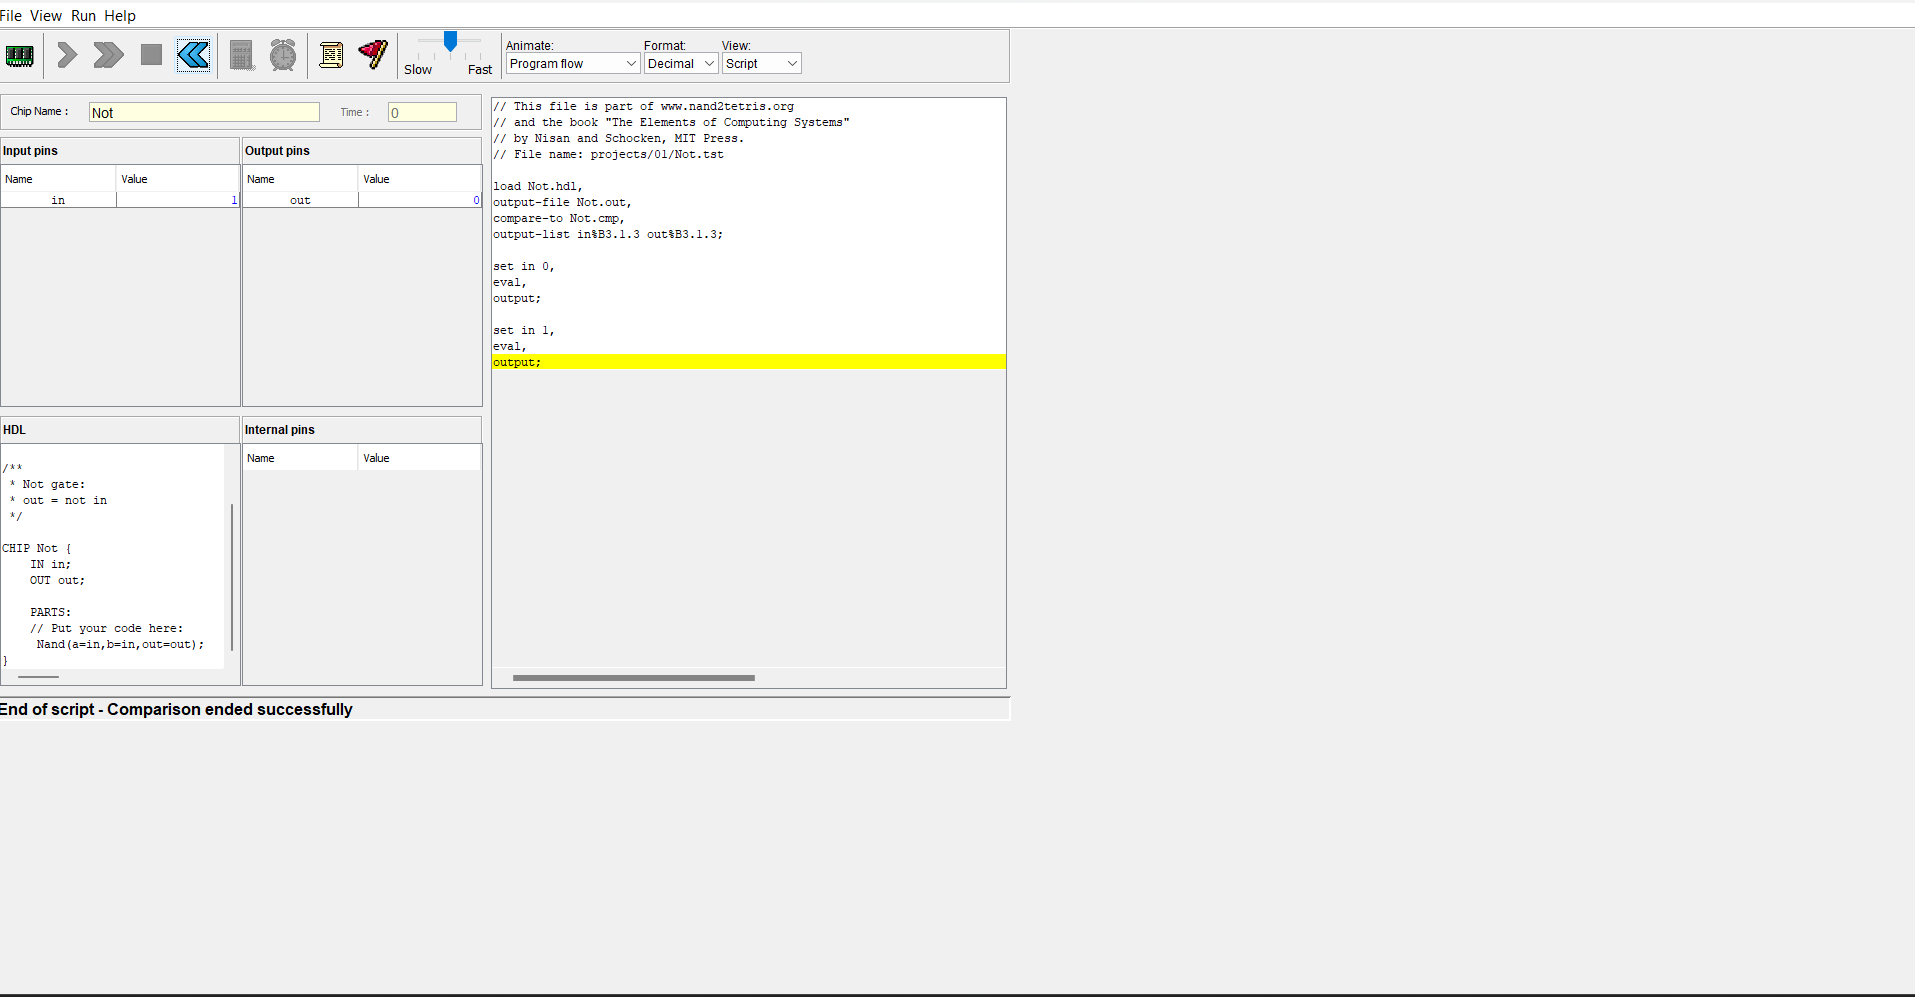 File View Run Help
Animate: Format: View:
Slow Fast Program flow Decimal Script
Chip Name : Not Time : 0
Input pins Output pins
Name Value Name Value
in 1 out 0
HDL Internal pins
Name Value
/**
* Not gate:
* out = not in
*/
CHIP Not {
IN in;
OUT out;
PARTS:
// Put your code here:
Nand(a=in,b=in,out=out);
}
// This file is part of www.nand2tetris.org
// and the book "The Elements of Computing Systems"
// by Nisan and Schocken, MIT Press.
// File name: projects/01/Not.tst
load Not.hdl,
output-file Not.out,
compare-to Not.cmp,
output-list in%B3.1.3 out%B3.1.3;
set in 0,
eval,
output;
set in 1,
eval,
output;
End of script - Comparison ended successfully